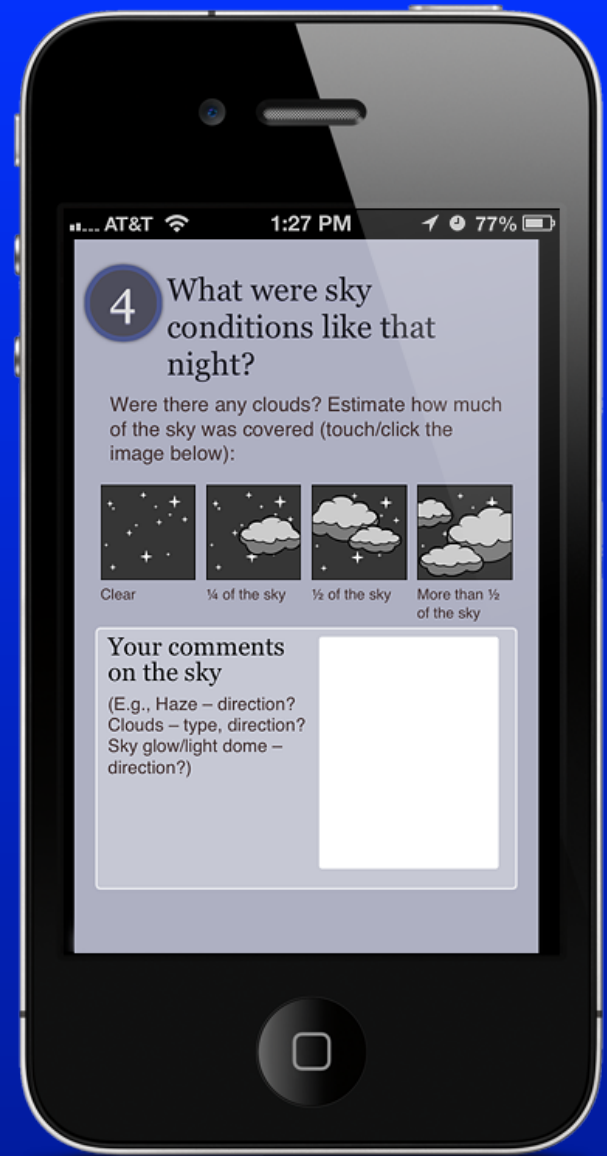 AT&T 1:27 PM 77%
4
What were sky
conditions like that
night?
Were there any clouds? Estimate how much
of the sky was covered (touch/click the
image below):
Clear
¼ of the sky
½ of the sky
More than ½
of the sky
Your comments
on the sky
(E.g., Haze – direction?
Clouds – type, direction?
Sky glow/light dome –
direction?)